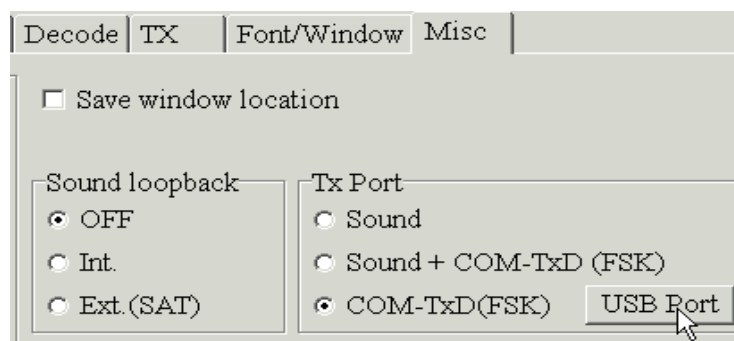 Decode TX Font/Window Misc
Save window location
Sound loopback Tx Port
OFF Sound
Int. Sound + COM-TxD (FSK)
Ext.(SAT) COM-TxD(FSK) USB Port